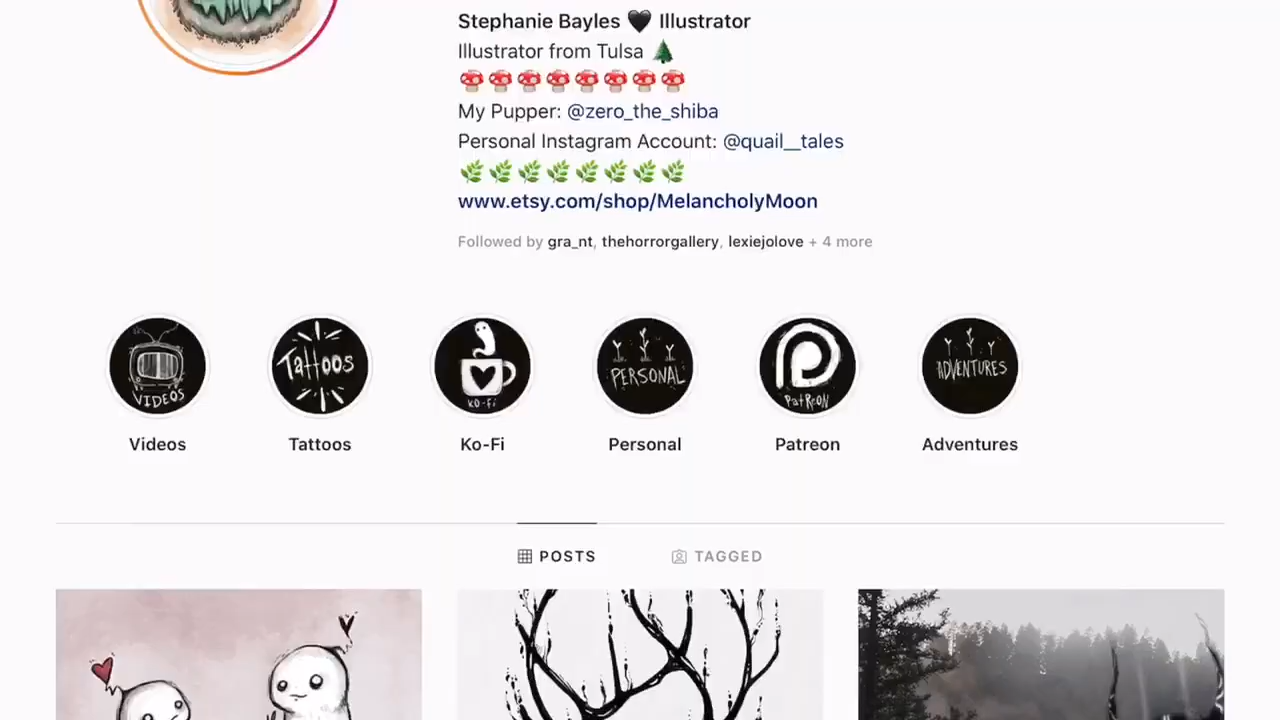 Stephanie Bayles 🖤 Illustrator
Illustrator from Tulsa 🌲
🍄🍄🍄🍄🍄🍄🍄🍄
My Pupper: @zero_the_shiba
Personal Instagram Account: @quail__tales
🌿🌿🌿🌿🌿🌿🌿🌿
www.etsy.com/shop/MelancholyMoon
Followed by gra_nt, thehorrorgallery, lexiejolove + 4 more
VIDEOS
TattOOS
KO-Fi
PERSONAL
PatReON
ADVENTURES
Videos
Tattoos
Ko-Fi
Personal
Patreon
Adventures
POSTS
TAGGED